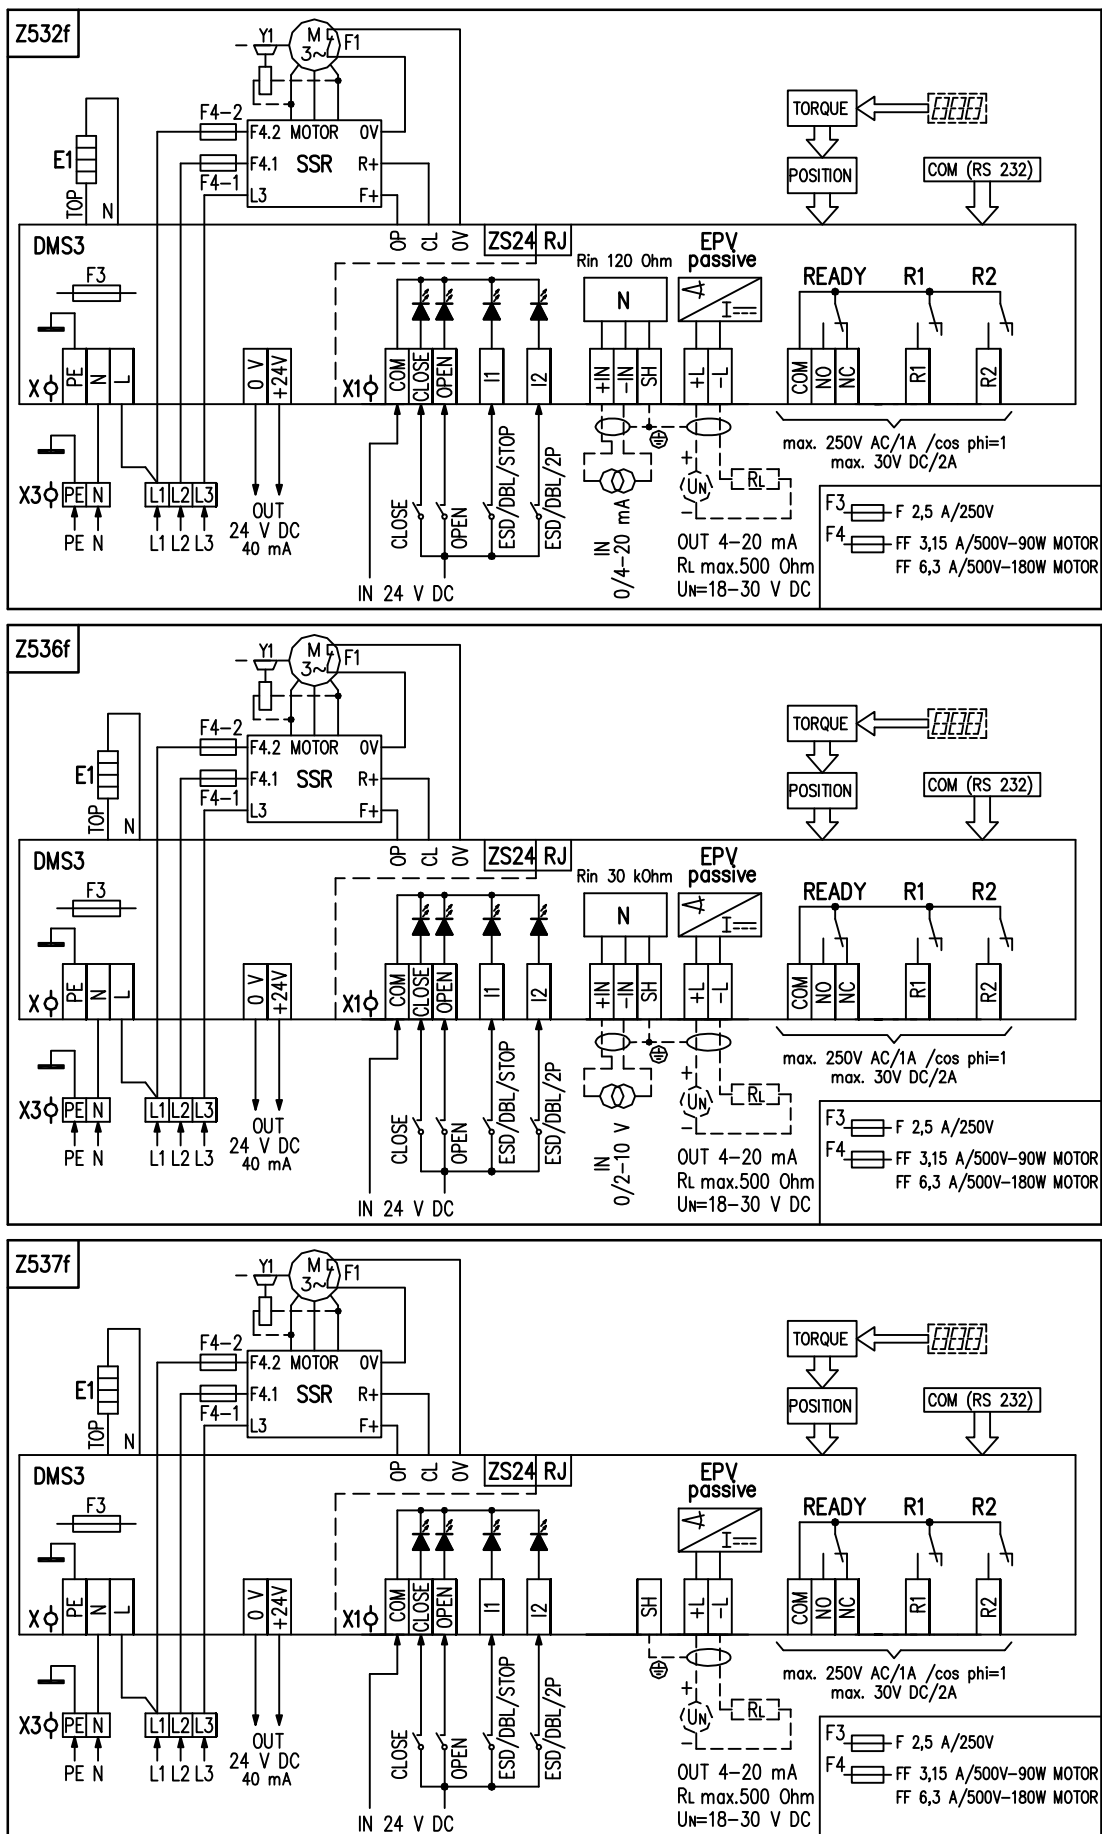 Z532f
Y1
M
3~
F1
F4-2
F4.2 MOTOR 0V
E1
F4.1 SSR R+
F4-1
L3 F+
TOP
N
TORQUE
POSITION
COM (RS 232)
DMS3
OP
CL
0V
ZS24 RJ
EPV
passive
F3
Rin 120 Ohm
N
READY R1 R2
X
PE
N
L
0 V
+24V
X1
COM
CLOSE
OPEN
I1
I2
+IN
-IN
SH
+L
-L
COM
NO
NC
R1
R2
max. 250V AC/1A /cos phi=1
max. 30V DC/2A
X3 PE N L1 L2 L3
PE N L1 L2 L3
OUT
24 V DC
40 mA
CLOSE
OPEN
ESD/DBL/STOP
ESD/DBL/2P
IN 24 V DC
IN
0/4-20 mA
+
UN
-
RL
OUT 4-20 mA
RL max.500 Ohm
UN=18-30 V DC
F3 F 2,5 A/250V
F4 FF 3,15 A/500V-90W MOTOR
FF 6,3 A/500V-180W MOTOR
Z536f
Y1
M
3~
F1
F4-2
F4.2 MOTOR 0V
E1
F4.1 SSR R+
F4-1
L3 F+
TOP
N
TORQUE
POSITION
COM (RS 232)
DMS3
OP
CL
0V
ZS24 RJ
EPV
passive
F3
Rin 30 kOhm
N
READY R1 R2
X
PE
N
L
0 V
+24V
X1
COM
CLOSE
OPEN
I1
I2
+IN
-IN
SH
+L
-L
COM
NO
NC
R1
R2
max. 250V AC/1A /cos phi=1
max. 30V DC/2A
X3 PE N L1 L2 L3
PE N L1 L2 L3
OUT
24 V DC
40 mA
CLOSE
OPEN
ESD/DBL/STOP
ESD/DBL/2P
IN 24 V DC
IN
0/2-10 V
+
UN
-
RL
OUT 4-20 mA
RL max.500 Ohm
UN=18-30 V DC
F3 F 2,5 A/250V
F4 FF 3,15 A/500V-90W MOTOR
FF 6,3 A/500V-180W MOTOR
Z537f
Y1
M
3~
F1
F4-2
F4.2 MOTOR 0V
E1
F4.1 SSR R+
F4-1
L3 F+
TOP
N
TORQUE
POSITION
COM (RS 232)
DMS3
OP
CL
0V
ZS24 RJ
EPV
passive
F3
READY R1 R2
X
PE
N
L
0 V
+24V
X1
COM
CLOSE
OPEN
I1
I2
SH
+L
-L
COM
NO
NC
R1
R2
max. 250V AC/1A /cos phi=1
max. 30V DC/2A
X3 PE N L1 L2 L3
PE N L1 L2 L3
OUT
24 V DC
40 mA
CLOSE
OPEN
ESD/DBL/STOP
ESD/DBL/2P
IN 24 V DC
+
UN
-
RL
OUT 4-20 mA
RL max.500 Ohm
UN=18-30 V DC
F3 F 2,5 A/250V
F4 FF 3,15 A/500V-90W MOTOR
FF 6,3 A/500V-180W MOTOR